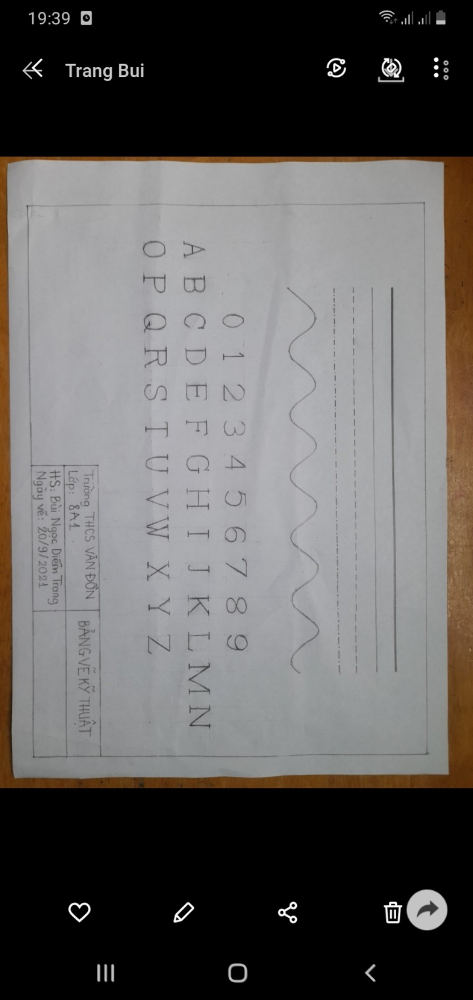 19:39
Trang Bui
0 1 2 3 4 5 6 7 8 9
A B C D E F G H I J K L M N
O P Q R S T U V W X Y Z
Trường THCS VÂN ĐỒN
Lớp: 8A1
BẢNG VẼ KỸ THUẬT
HS: Bùi Ngọc Diễm Trang
Ngày vẽ: 20/9/2021